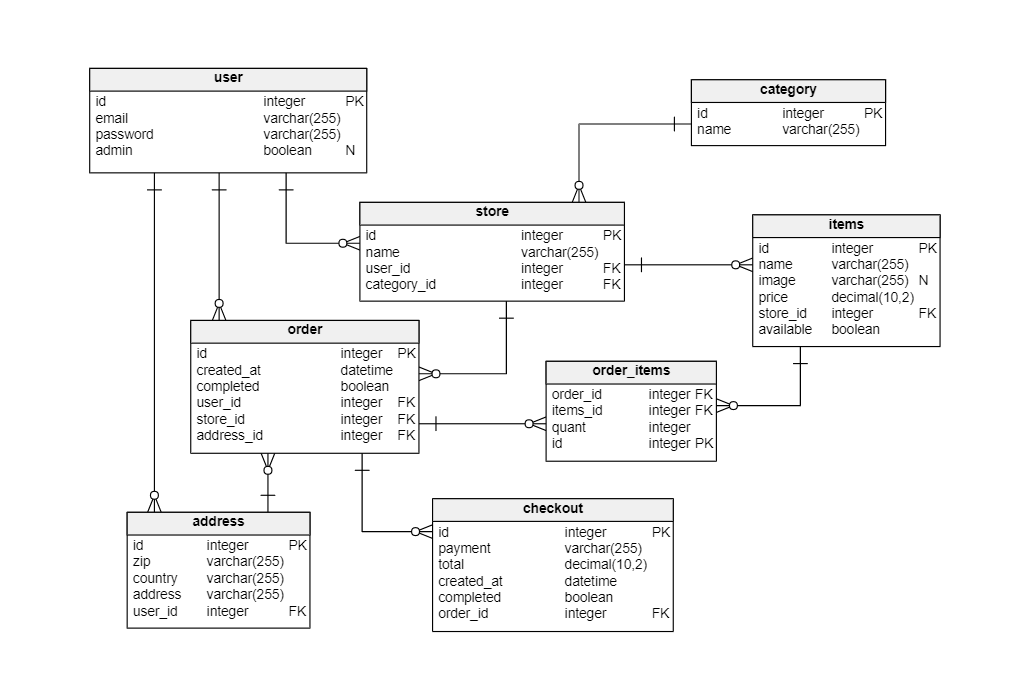 user
id integer PK
email varchar(255)
password varchar(255)
admin boolean N
category
id integer PK
name varchar(255)
store
id integer PK
name varchar(255)
user_id integer FK
category_id integer FK
items
id integer PK
name varchar(255)
image varchar(255) N
price decimal(10,2)
store_id integer FK
available boolean
order
id integer PK
created_at datetime
completed boolean
user_id integer FK
store_id integer FK
address_id integer FK
order_items
order_id integer FK
items_id integer FK
quant integer
id integer PK
address
id integer PK
zip varchar(255)
country varchar(255)
address varchar(255)
user_id integer FK
checkout
id integer PK
payment varchar(255)
total decimal(10,2)
created_at datetime
completed boolean
order_id integer FK